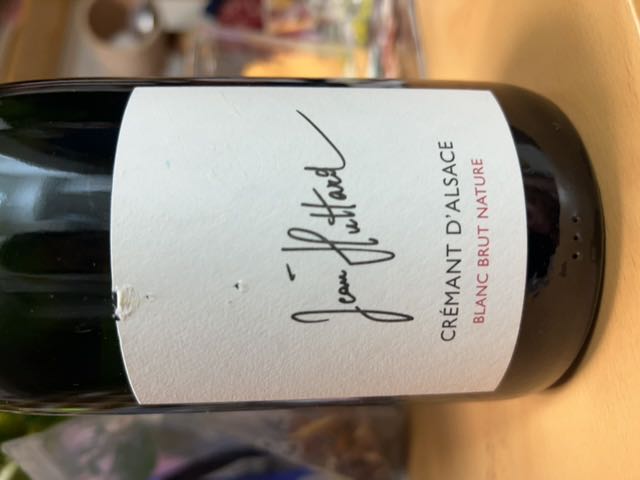 Jean Huttard
CRÉMANT D'ALSACE
BLANC BRUT NATURE